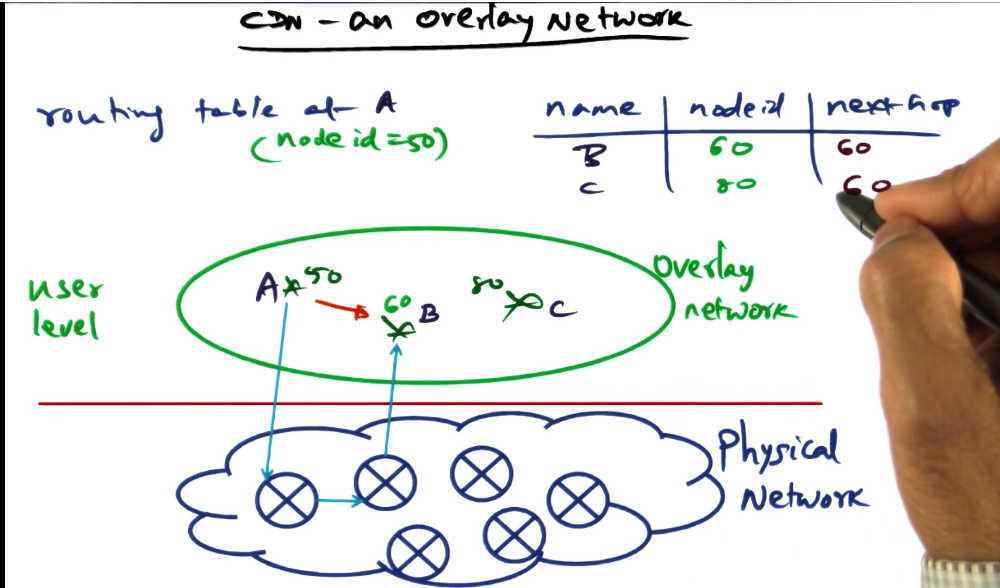 CDN - an Overlay Network
routing table at A
(node id = 50)
name nodeid next-hop
B 60 60
C 80 60
user
level
A 50
60 B
80 C
Overlay
network
Physical
Network